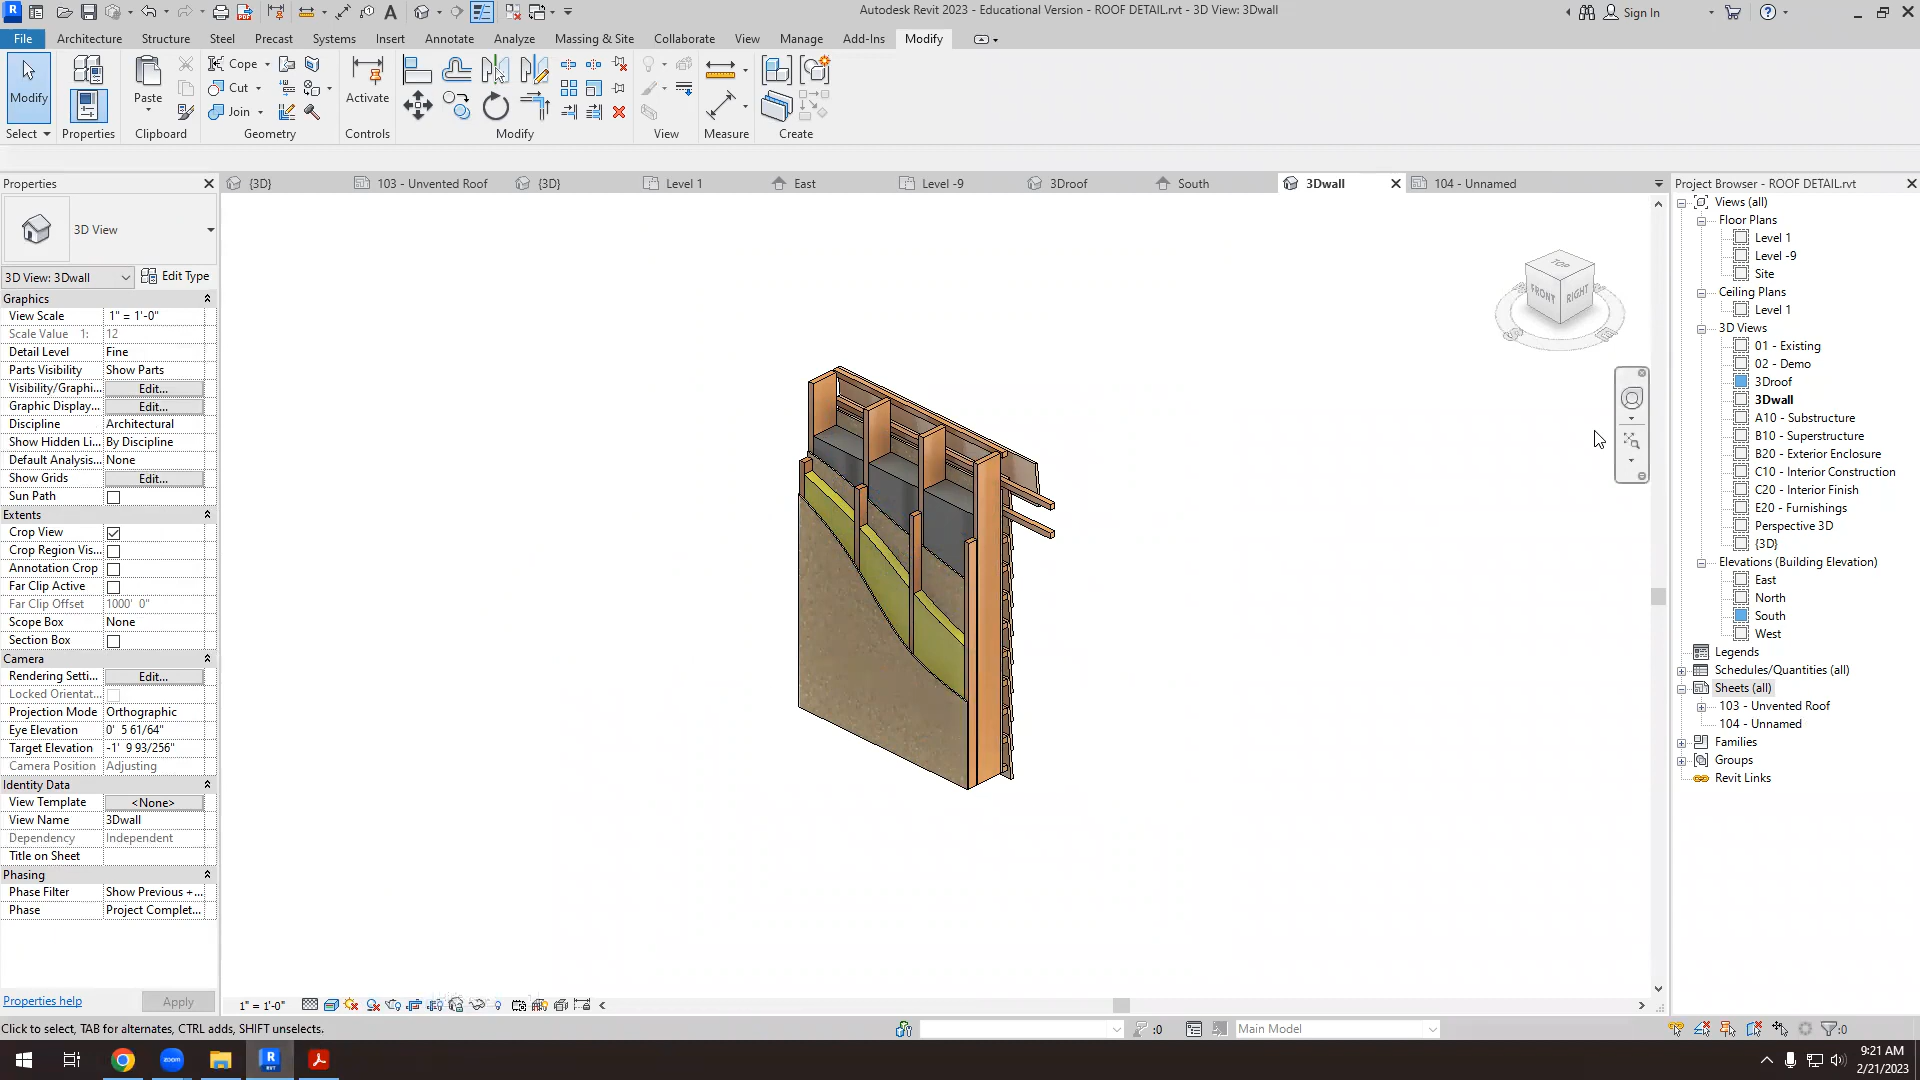 Autodesk Revit 2023 - Educational Version - ROOF DETAIL.rvt - 3D View: 3Dwall
Sign In
File Architecture Structure Steel Precast Systems Insert Annotate Analyze Massing & Site Collaborate View Manage Add-Ins Modify
Modify Paste Cope Cut Join Activate
Select Properties Clipboard Geometry Controls Modify View Measure Create
Properties
{3D} 103 - Unvented Roof {3D} Level 1 East Level -9 3Droof South 3Dwall 104 - Unnamed
Project Browser - ROOF DETAIL.rvt
3D View
3D View: 3Dwall Edit Type
Graphics
View Scale 1" = 1'-0"
Scale Value 1: 12
Detail Level Fine
Parts Visibility Show Parts
Visibility/Graphi... Edit...
Graphic Display... Edit...
Discipline Architectural
Show Hidden Li... By Discipline
Default Analysis... None
Show Grids Edit...
Sun Path
Extents
Crop View
Crop Region Vis...
Annotation Crop
Far Clip Active
Far Clip Offset 1000' 0"
Scope Box None
Section Box
Camera
Rendering Setti... Edit...
Locked Orientat...
Projection Mode Orthographic
Eye Elevation 0' 5 61/64"
Target Elevation -1' 9 93/256"
Camera Position Adjusting
Identity Data
View Template <None>
View Name 3Dwall
Dependency Independent
Title on Sheet
Phasing
Phase Filter Show Previous +...
Phase Project Complet...
Properties help Apply
TOP
FRONT RIGHT
Views (all)
Floor Plans
Level 1
Level -9
Site
Ceiling Plans
Level 1
3D Views
01 - Existing
02 - Demo
3Droof
3Dwall
A10 - Substructure
B10 - Superstructure
B20 - Exterior Enclosure
C10 - Interior Construction
C20 - Interior Finish
E20 - Furnishings
Perspective 3D
{3D}
Elevations (Building Elevation)
East
North
South
West
Legends
Schedules/Quantities (all)
Sheets (all)
103 - Unvented Roof
104 - Unnamed
Families
Groups
Revit Links
1" = 1'-0"
Click to select, TAB for alternates, CTRL adds, SHIFT unselects.
:0
Main Model
:0
zoom
R
RVT
9:21 AM
2/21/2023